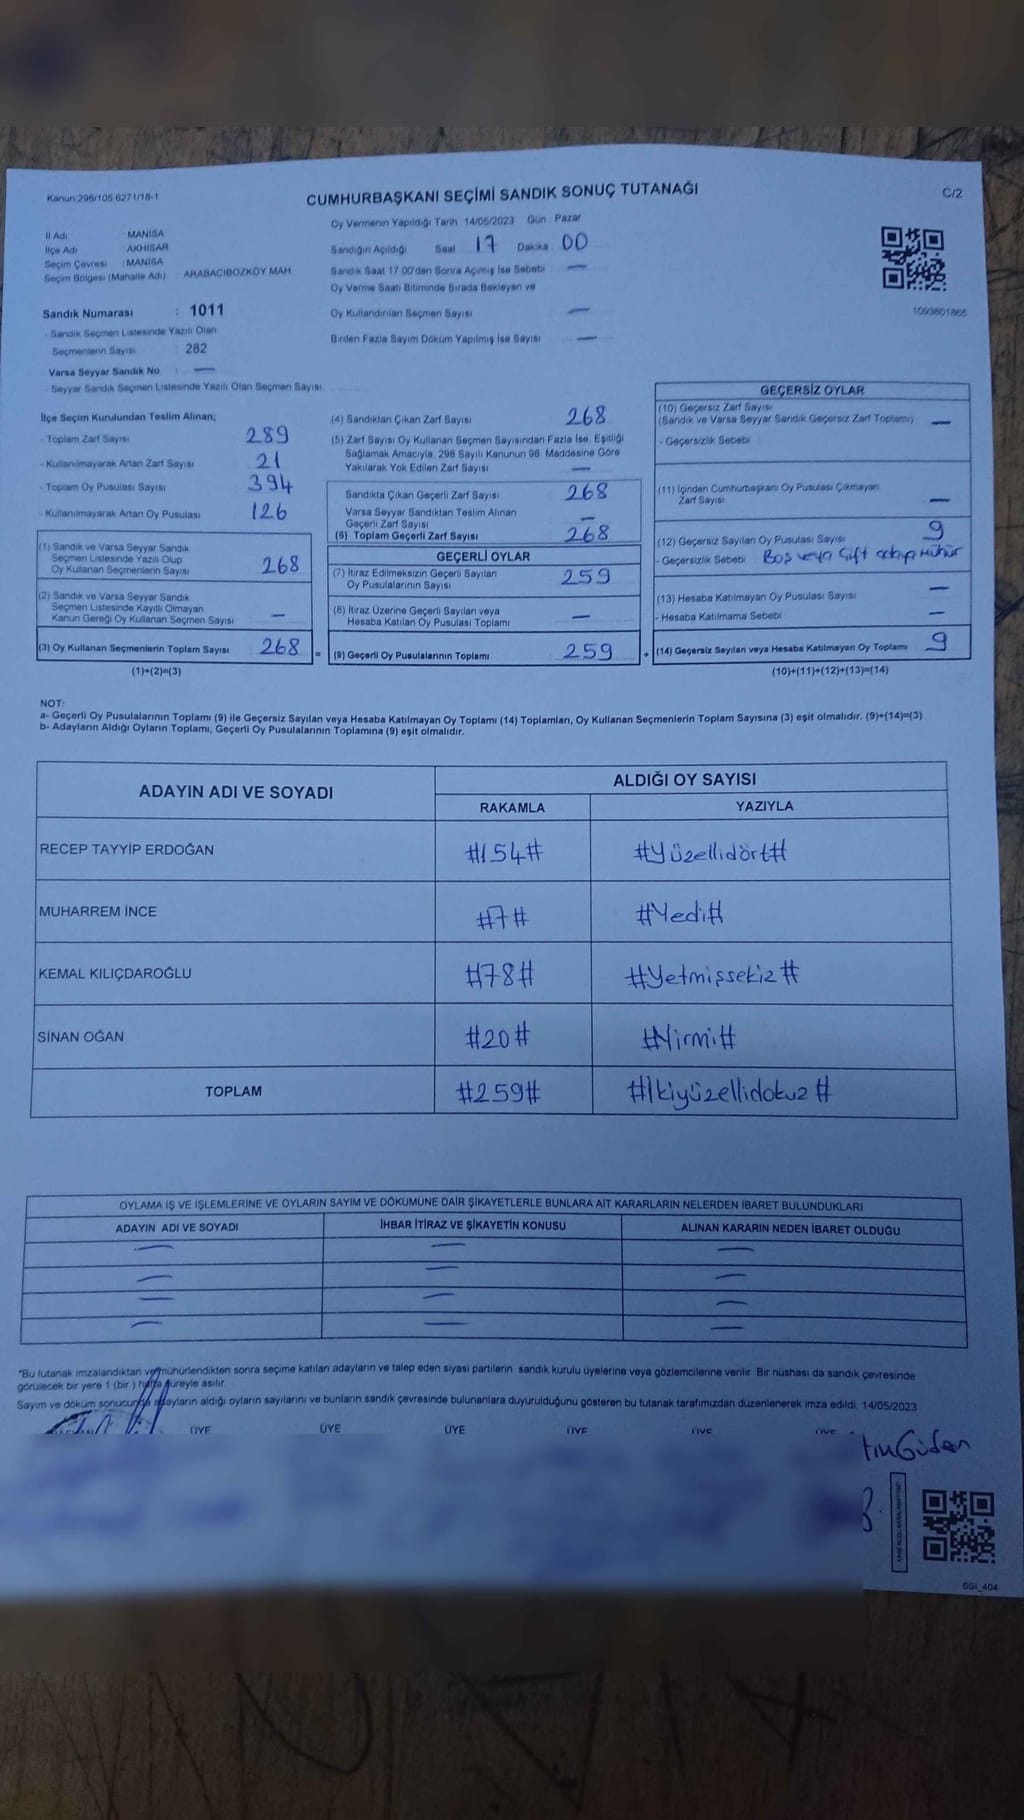 Kanun:298/105 6271/18-1
CUMHURBAŞKANI SEÇİMİ SANDIK SONUÇ TUTANAĞI
C/2
Oy Vermenin Yapıldığı Tarih 14/05/2023 Gün Pazar
İl Adı MANİSA
İlçe Adı AKHİSAR
Seçim Çevresi : MANİSA
Seçim Bölgesi (Mahalle Adı) ARABACIBOZKÖY MAH.
Sandığın Açıldığı Saat 17 Dakika 00
Sandık Saat 17.00'den Sonra Açılmış İse Sebebi —
Oy Verme Saati Bitiminde Sırada Bekleyen ve
Oy Kullandırılan Seçmen Sayısı —
Birden Fazla Sayım Döküm Yapılmış İse Sayısı —
1093801865
Sandık Numarası : 1011
- Sandık Seçmen Listesinde Yazılı Olan
Seçmenlerin Sayısı : 282
Varsa Seyyar Sandık No : —
- Seyyar Sandık Seçmen Listesinde Yazılı Olan Seçmen Sayısı
İlçe Seçim Kurulundan Teslim Alınan;
- Toplam Zarf Sayısı 289
- Kullanılmayarak Artan Zarf Sayısı 21
- Toplam Oy Pusulası Sayısı 394
- Kullanılmayarak Artan Oy Pusulası 126
(1) Sandık ve Varsa Seyyar Sandık
Seçmen Listesinde Yazılı Olup
Oy Kullanan Seçmenlerin Sayısı 268
(2) Sandık ve Varsa Seyyar Sandık
Seçmen Listesinde Kayıtlı Olmayan
Kanun Gereği Oy Kullanan Seçmen Sayısı —
(3) Oy Kullanan Seçmenlerin Toplam Sayısı 268
(1)+(2)=(3)
(4) Sandıktan Çıkan Zarf Sayısı 268
(5) Zarf Sayısı Oy Kullanan Seçmen Sayısından Fazla İse, Eşitliği
Sağlamak Amacıyla, 298 Sayılı Kanunun 98. Maddesine Göre
Yakılarak Yok Edilen Zarf Sayısı —
Sandıkta Çıkan Geçerli Zarf Sayısı 268
Varsa Seyyar Sandıktan Teslim Alınan
Geçerli Zarf Sayısı —
(6) Toplam Geçerli Zarf Sayısı 268
GEÇERLİ OYLAR
(7) İtiraz Edilmeksizin Geçerli Sayılan
Oy Pusulalarının Sayısı 259
(8) İtiraz Üzerine Geçerli Sayılan veya
Hesaba Katılan Oy Pusulası Toplamı —
= (9) Geçerli Oy Pusulalarının Toplamı 259
GEÇERSİZ OYLAR
(10) Geçersiz Zarf Sayısı
(Sandık ve Varsa Seyyar Sandık Geçersiz Zarf Toplamı) —
- Geçersizlik Sebebi
(11) İçinden Cumhurbaşkanı Oy Pusulası Çıkmayan
Zarf Sayısı —
(12) Geçersiz Sayılan Oy Pusulası Sayısı 9
- Geçersizlik Sebebi Boş veya Çift adaya Mühür
(13) Hesaba Katılmayan Oy Pusulası Sayısı —
- Hesaba Katılmama Sebebi —
+ (14) Geçersiz Sayılan veya Hesaba Katılmayan Oy Toplamı 9
(10)+(11)+(12)+(13)=(14)
NOT:
a- Geçerli Oy Pusulalarının Toplamı (9) ile Geçersiz Sayılan veya Hesaba Katılmayan Oy Toplamı (14) Toplamları, Oy Kullanan Seçmenlerin Toplam Sayısına (3) eşit olmalıdır. (9)+(14)=(3)
b- Adayların Aldığı Oyların Toplamı, Geçerli Oy Pusulalarının Toplamına (9) eşit olmalıdır.
ADAYIN ADI VE SOYADI ALDIĞI OY SAYISI
RAKAMLA YAZIYLA
RECEP TAYYİP ERDOĞAN #154# #Yüzellidört#
MUHARREM İNCE #7# #Yedi#
KEMAL KILIÇDAROĞLU #78# #Yetmişsekiz#
SİNAN OĞAN #20# #Yirmi#
TOPLAM #259# #İkiyüzellidokuz#
OYLAMA İŞ VE İŞLEMLERİNE VE OYLARIN SAYIM VE DÖKÜMÜNE DAİR ŞİKAYETLERLE BUNLARA AİT KARARLARIN NELERDEN İBARET BULUNDUKLARI
ADAYIN ADI VE SOYADI İHBAR İTİRAZ VE ŞİKAYETİN KONUSU ALINAN KARARIN NEDEN İBARET OLDUĞU
— — —
— — —
— — —
— — —
*Bu tutanak imzalandıktan ve mühürlendikten sonra seçime katılan adayların ve talep eden siyasi partilerin sandık kurulu üyelerine veya gözlemcilerine verilir. Bir nüshası da sandık çevresinde
görülecek bir yere 1 (bir) hafta süreyle asılır.
Sayım ve döküm sonucunda adayların aldığı oyların sayılarını ve bunların sandık çevresinde bulunanlara duyurulduğunu gösteren bu tutanak tarafımızdan düzenlenerek imza edildi. 14/05/2023
ÜYE ÜYE ÜYE ÜYE ÜYE ÜYE
GBI_404